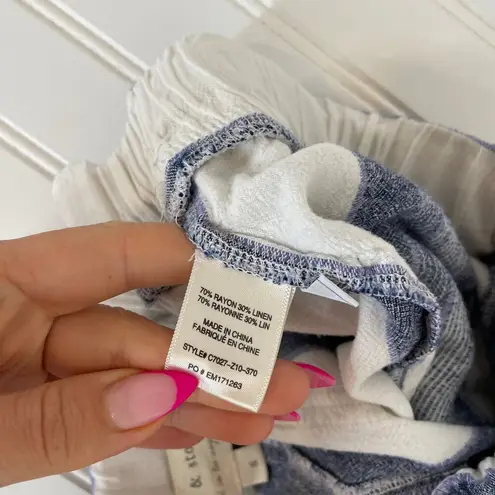 70% RAYON 30% LINEN
70% RAYONNE 30% LIN
MADE IN CHINA
FABRIQUÉ EN CHINE
STYLE# C7027-Z10-370
PO # EM171263